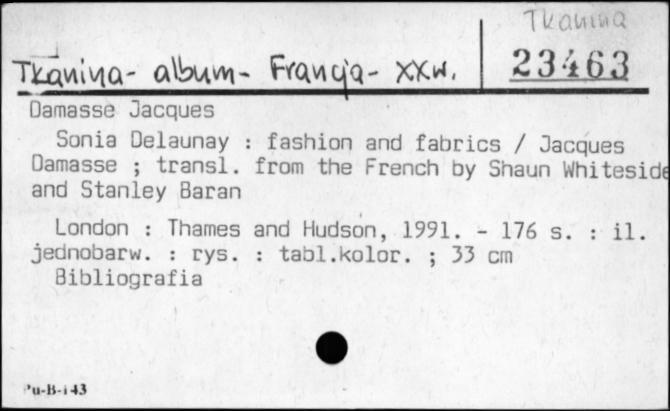 Tkanina
Tkanina - album - Francja - XX w.
23463
Damasse Jacques
Sonia Delaunay : fashion and fabrics / Jacques
Damasse ; transl. from the French by Shaun Whiteside
and Stanley Baran
London : Thames and Hudson, 1991. - 176 s. : il.
jednobarw. : rys. : tabl.kolor. ; 33 cm
Bibliografia
Pu-B-143